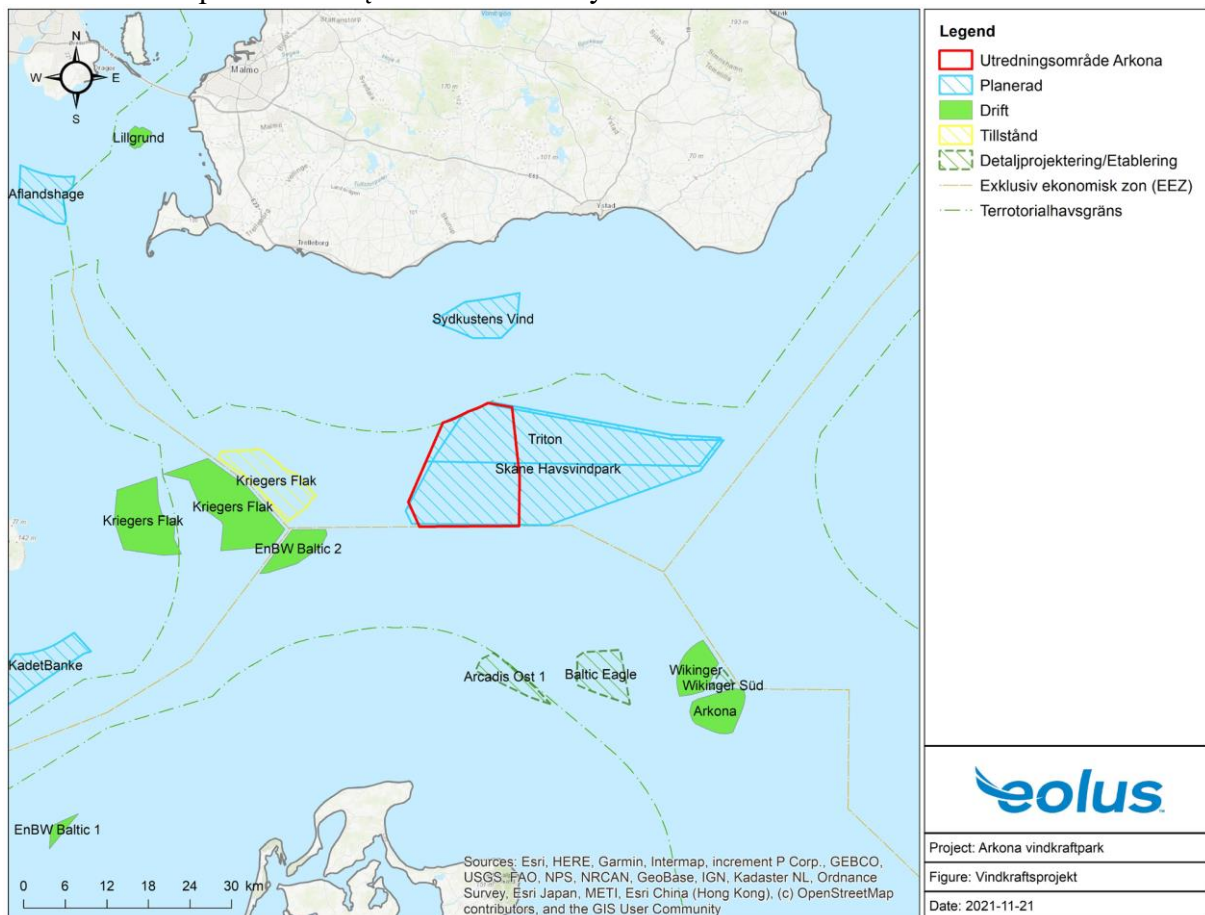 N
W E
S
Malmo
Ystad
Trelleborg
Lillgrund
Aflandshage
Sydkustens Vind
Triton
Skåne Havsvindpark
Kriegers Flak
Kriegers Flak
Kriegers Flak
EnBW Baltic 2
KadetBanke
Arcadis Ost 1
Baltic Eagle
Wikinger
Wikinger Süd
Arkona
EnBW Baltic 1
0 6 12 18 24 30 km
Sources: Esri, HERE, Garmin, Intermap, increment P Corp., GEBCO,
USGS, FAO, NPS, NRCAN, GeoBase, IGN, Kadaster NL, Ordnance
Survey, Esri Japan, METI, Esri China (Hong Kong), (c) OpenStreetMap
contributors, and the GIS User Community
Legend
Utredningsområde Arkona
Planerad
Drift
Tillstånd
Detaljprojektering/Etablering
Exklusiv ekonomisk zon (EEZ)
Terrotorialhavsgräns
eolus
Project: Arkona vindkraftpark
Figure: Vindkraftsprojekt
Date: 2021-11-21